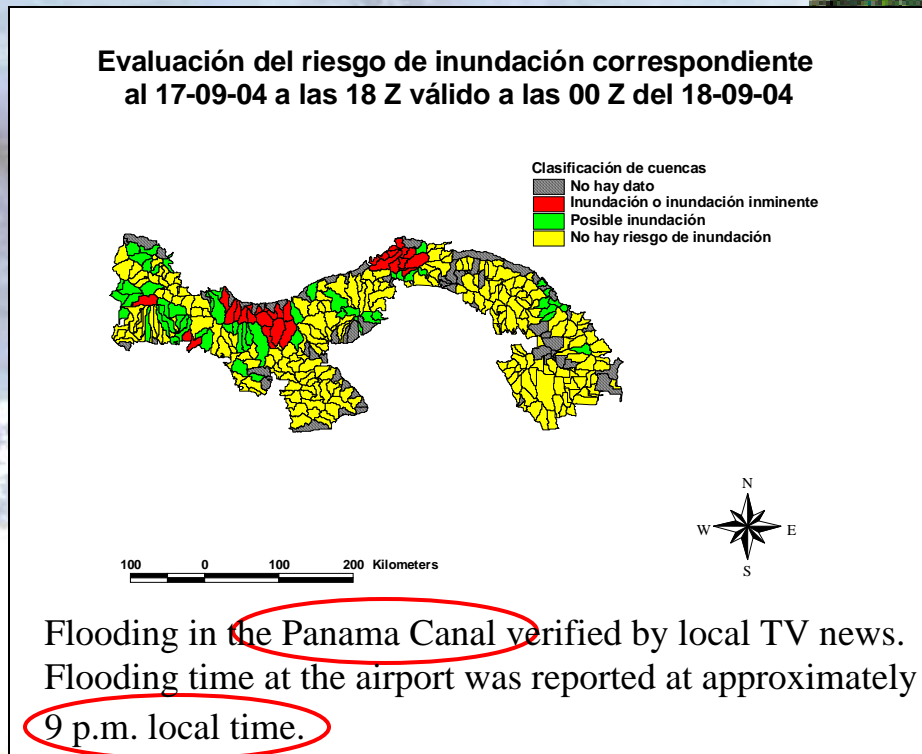 Evaluación del riesgo de inundación correspondiente
al 17-09-04 a las 18 Z válido a las 00 Z del 18-09-04
Clasificación de cuencas
No hay dato
Inundación o inundación inminente
Posible inundación
No hay riesgo de inundación
N
W E
S
100 0 100 200 Kilometers
Flooding in the Panama Canal verified by local TV news.
Flooding time at the airport was reported at approximately
9 p.m. local time.